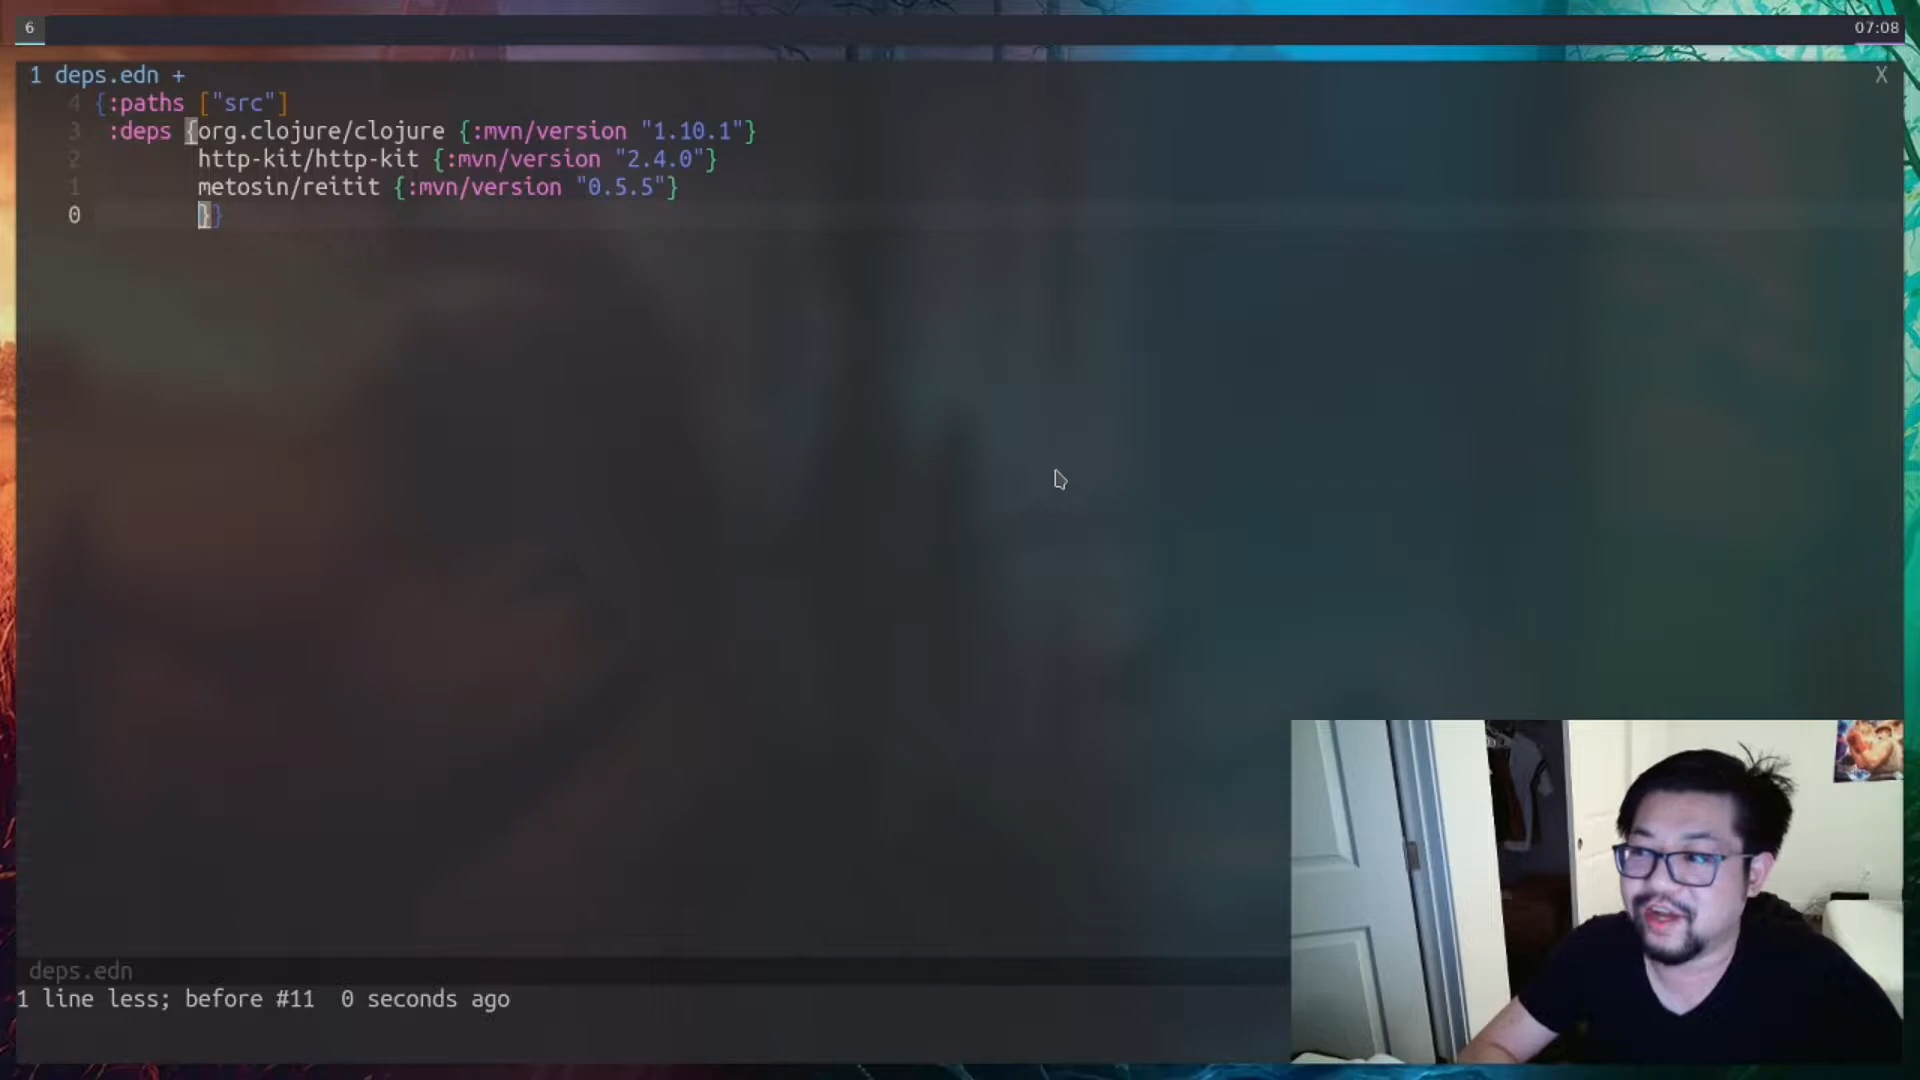 6
07:08
1 deps.edn +
X
4 {:paths ["src"]
3 :deps {org.clojure/clojure {:mvn/version "1.10.1"}
2 http-kit/http-kit {:mvn/version "2.4.0"}
1 metosin/reitit {:mvn/version "0.5.5"}
0 }}
deps.edn
1 line less; before #11 0 seconds ago